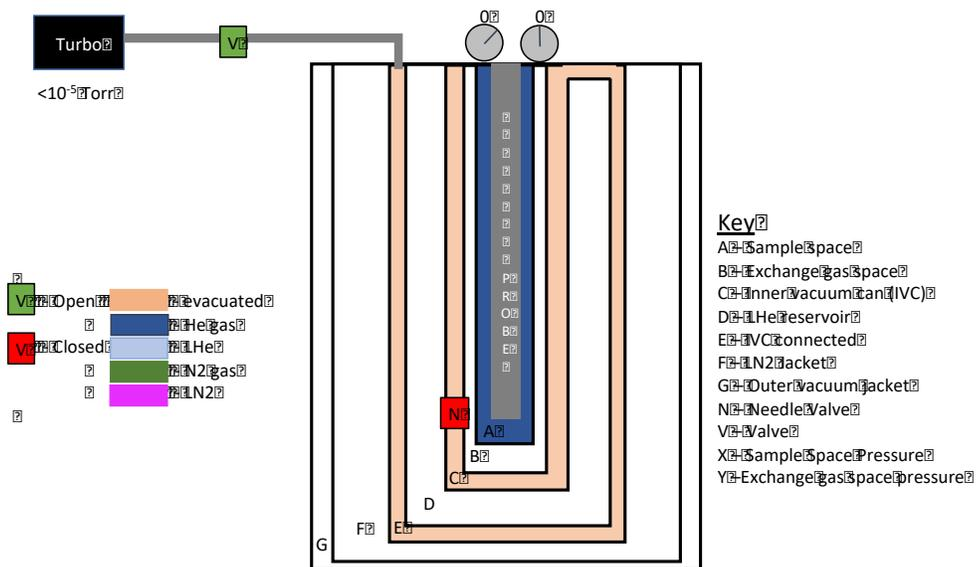 0 0
Turbo
V
<10⁻⁵ Torr
P
R
O
B
E
V Open evacuated
He gas
V Closed LHe
N2 gas
LN2
N
A
B
C
D
E
F
G
Key
A – Sample space
B – Exchange gas space
C – Inner vacuum can (IVC)
D – LHe reservoir
E – IVC connected
F – LN2 Jacket
G – Outer vacuum jacket
N – Needle Valve
V – Valve
X – Sample Space Pressure
Y – Exchange gas space pressure